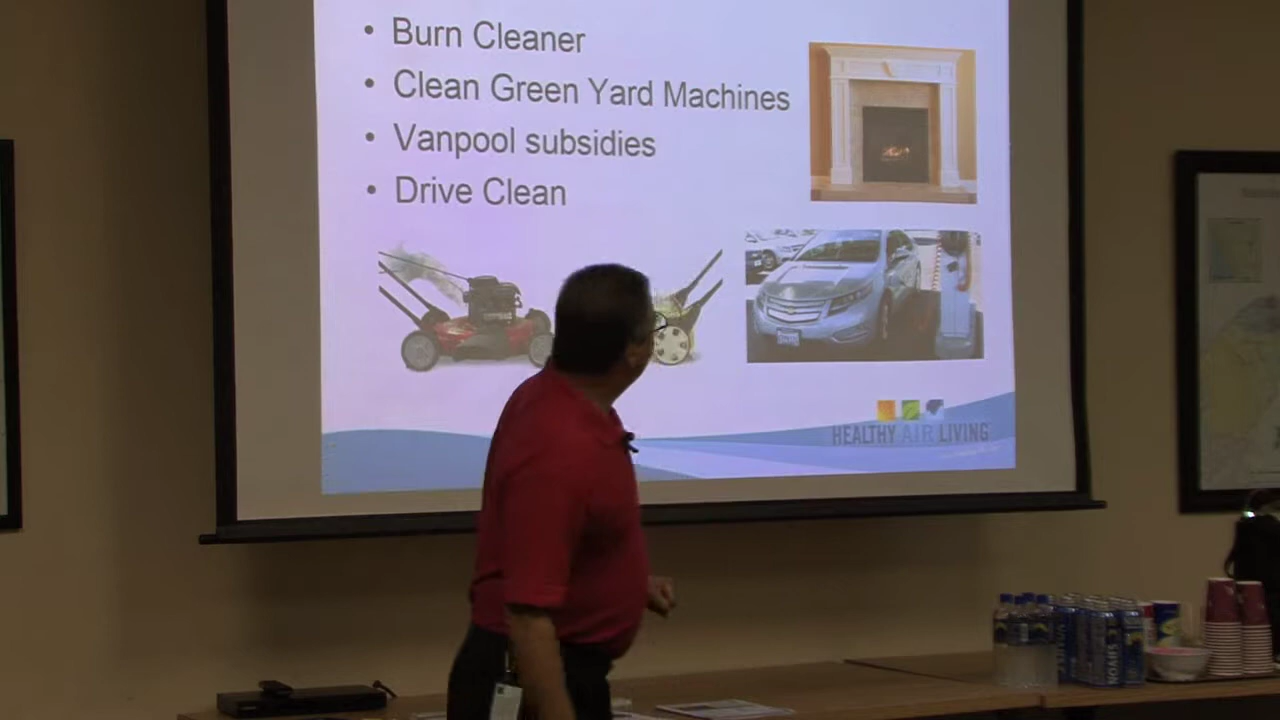 • Burn Cleaner
• Clean Green Yard Machines
• Vanpool subsidies
• Drive Clean
HEALTHY AIR LIVING